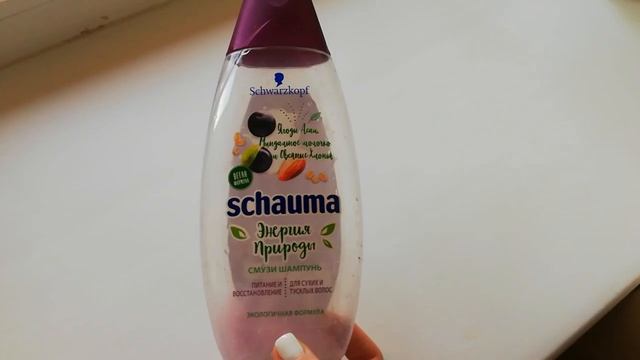 Schwarzkopf
Ягоды Асаи,
Миндальное молочко
и Овсяные Хлопья
ВЕГАН
ФОРМУЛА
schauma
Энергия
Природы
СМУЗИ ШАМПУНЬ
ПИТАНИЕ И ДЛЯ СУХИХ И
ВОССТАНОВЛЕНИЕ ТУСКЛЫХ ВОЛОС
ЭКОЛОГИЧНАЯ ФОРМУЛА